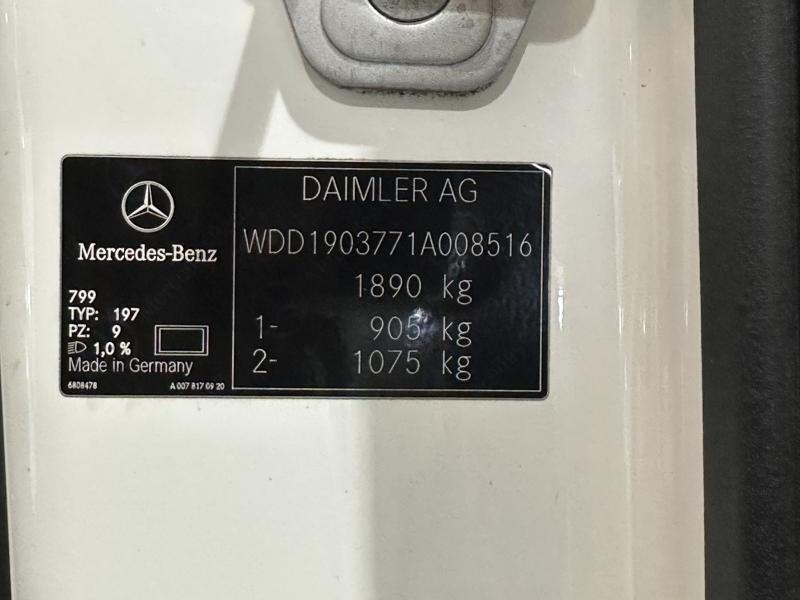 Mercedes-Benz
799
TYP: 197
PZ: 9
1,0 %
Made in Germany
6808478 A 007 817 09 20
DAIMLER AG
WDD1903771A008516
1890 kg
1- 905 kg
2- 1075 kg